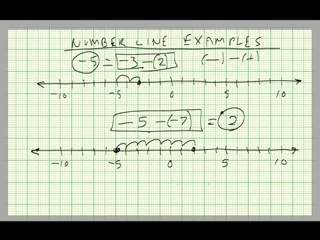 NUMBER LINE EXAMPLES
-5 = -3-(2) (-)-(+)
-10 -5 0 5 10
-5-(-7) = 2
-10 -5 0 5 10